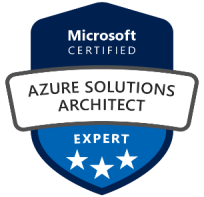 Microsoft
CERTIFIED
AZURE SOLUTIONS
ARCHITECT
EXPERT